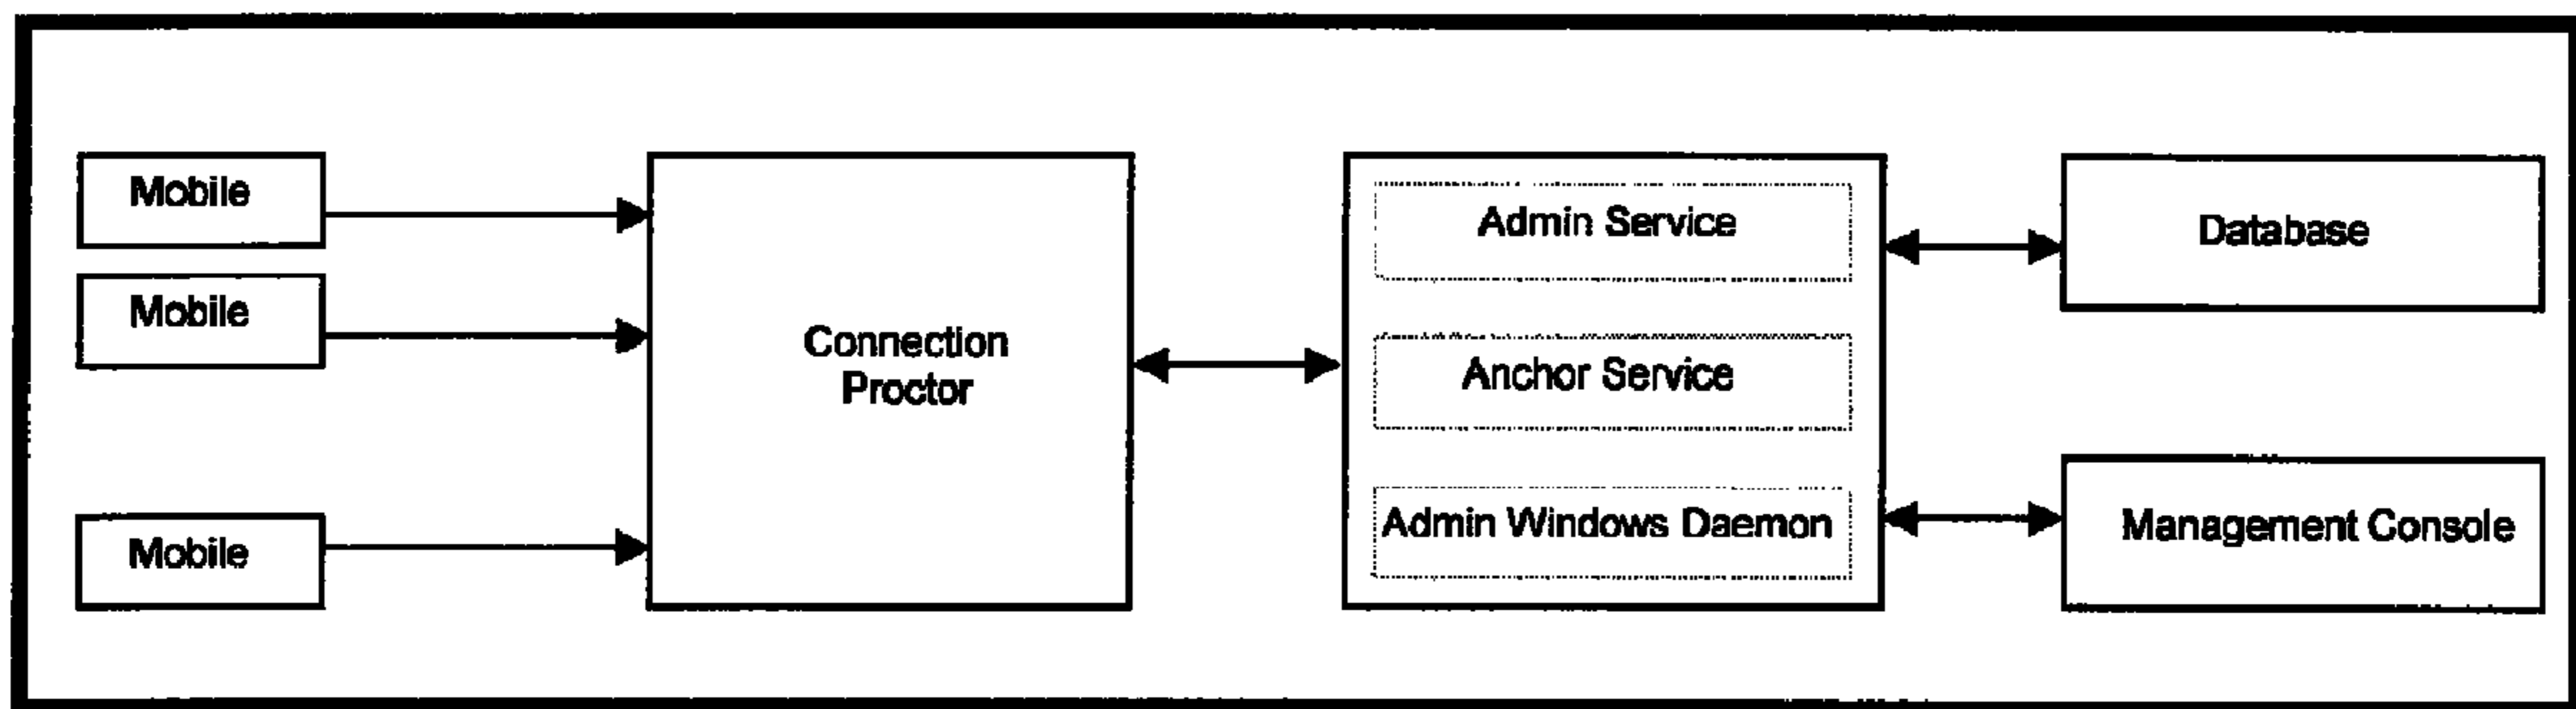 Mobile
Mobile
Mobile
Connection
Proctor
Admin Service
Anchor Service
Admin Windows Daemon
Database
Management Console